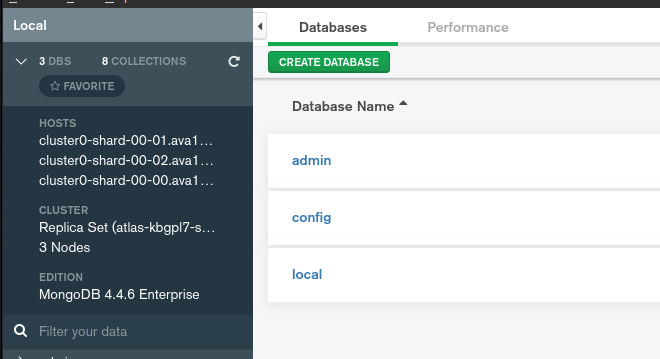 Local
3 DBS 8 COLLECTIONS
FAVORITE
HOSTS
cluster0-shard-00-01.ava1...
cluster0-shard-00-02.ava1...
cluster0-shard-00-00.ava1...
CLUSTER
Replica Set (atlas-kbgpl7-s...
3 Nodes
EDITION
MongoDB 4.4.6 Enterprise
Filter your data
Databases Performance
CREATE DATABASE
Database Name
admin
config
local